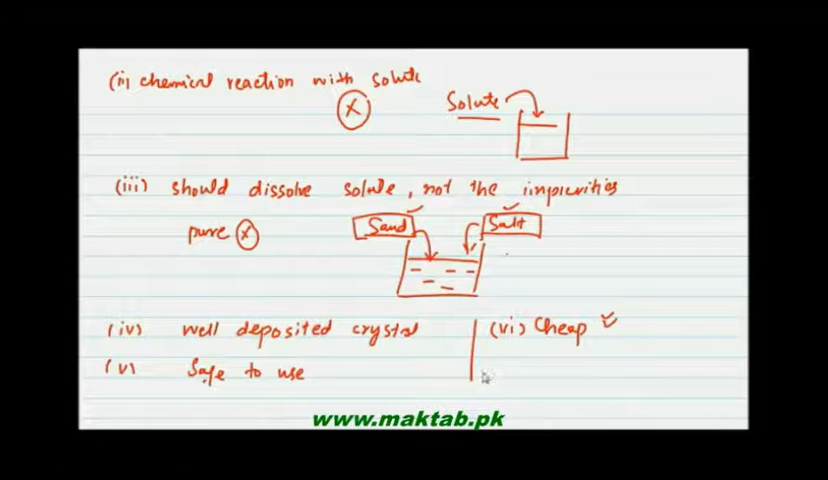 (ii) chemical reaction with solute
X
Solute
(iii) should dissolve solute, not the impurities
pure X
Sand
Salt
(iv) well deposited crystal
(vi) Cheap
(v) Safe to use
www.maktab.pk